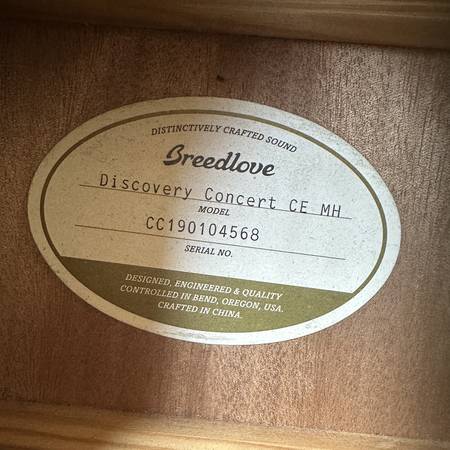 DISTINCTIVELY CRAFTED SOUND
Breedlove
Discovery Concert CE MH
MODEL
CC190104568
SERIAL NO.
DESIGNED, ENGINEERED & QUALITY
CONTROLLED IN BEND, OREGON, USA.
CRAFTED IN CHINA.